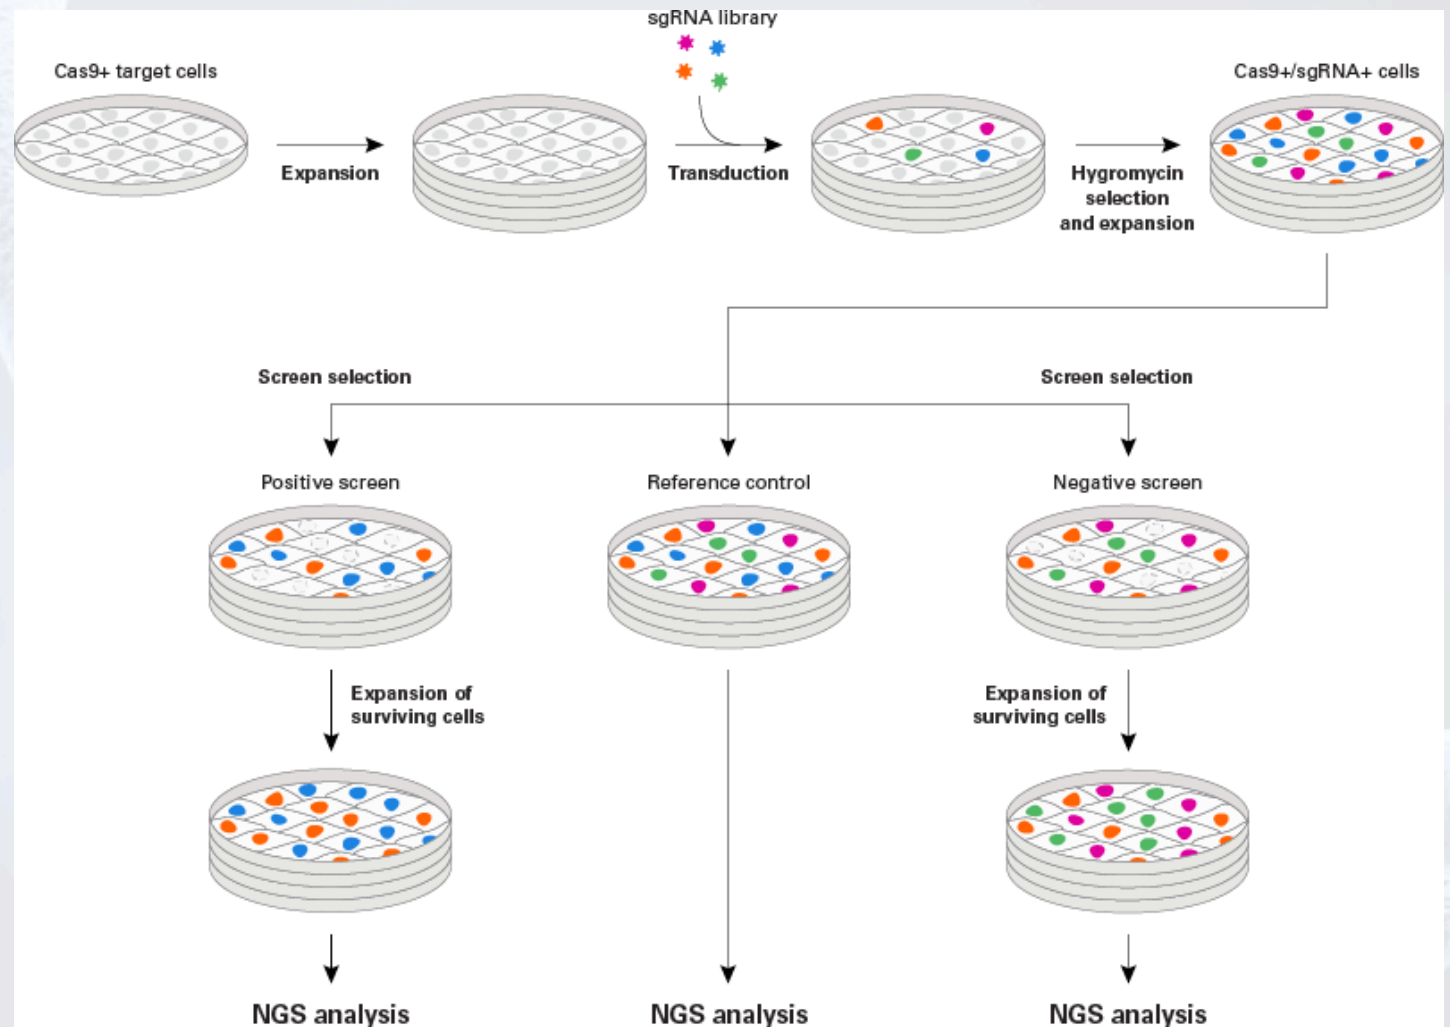 sgRNA library
Cas9+ target cells
Cas9+/sgRNA+ cells
Expansion
Transduction
Hygromycin
selection
and expansion
Screen selection
Screen selection
Positive screen
Reference control
Negative screen
Expansion of
surviving cells
Expansion of
surviving cells
NGS analysis
NGS analysis
NGS analysis